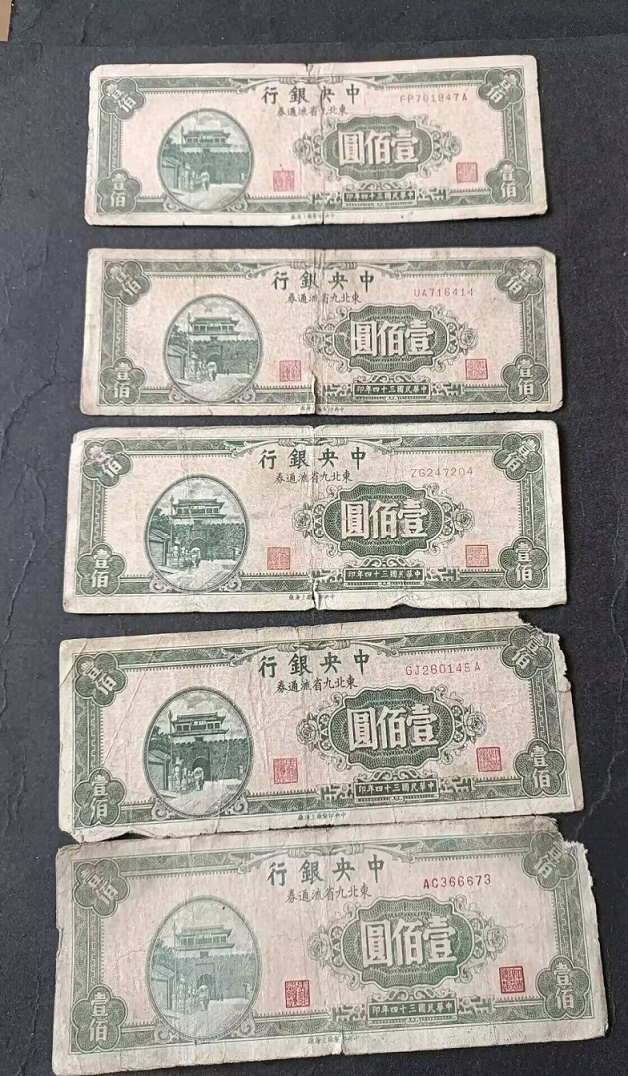 行銀央中
券通流省九北東
FP761847A
圓佰壹
印年四十三國民華中
壹佰
壹佰
行銀央中
券通流省九北東
UA716414
圓佰壹
印年四十三國民華中
壹佰
壹佰
行銀央中
券通流省九北東
ZG247204
圓佰壹
印年四十三國民華中
壹佰
壹佰
行銀央中
券通流省九北東
GJ260145A
圓佰壹
印年四十三國民華中
壹佰
壹佰
行銀央中
券通流省九北東
AC366673
圓佰壹
印年四十三國民華中
壹佰
壹佰